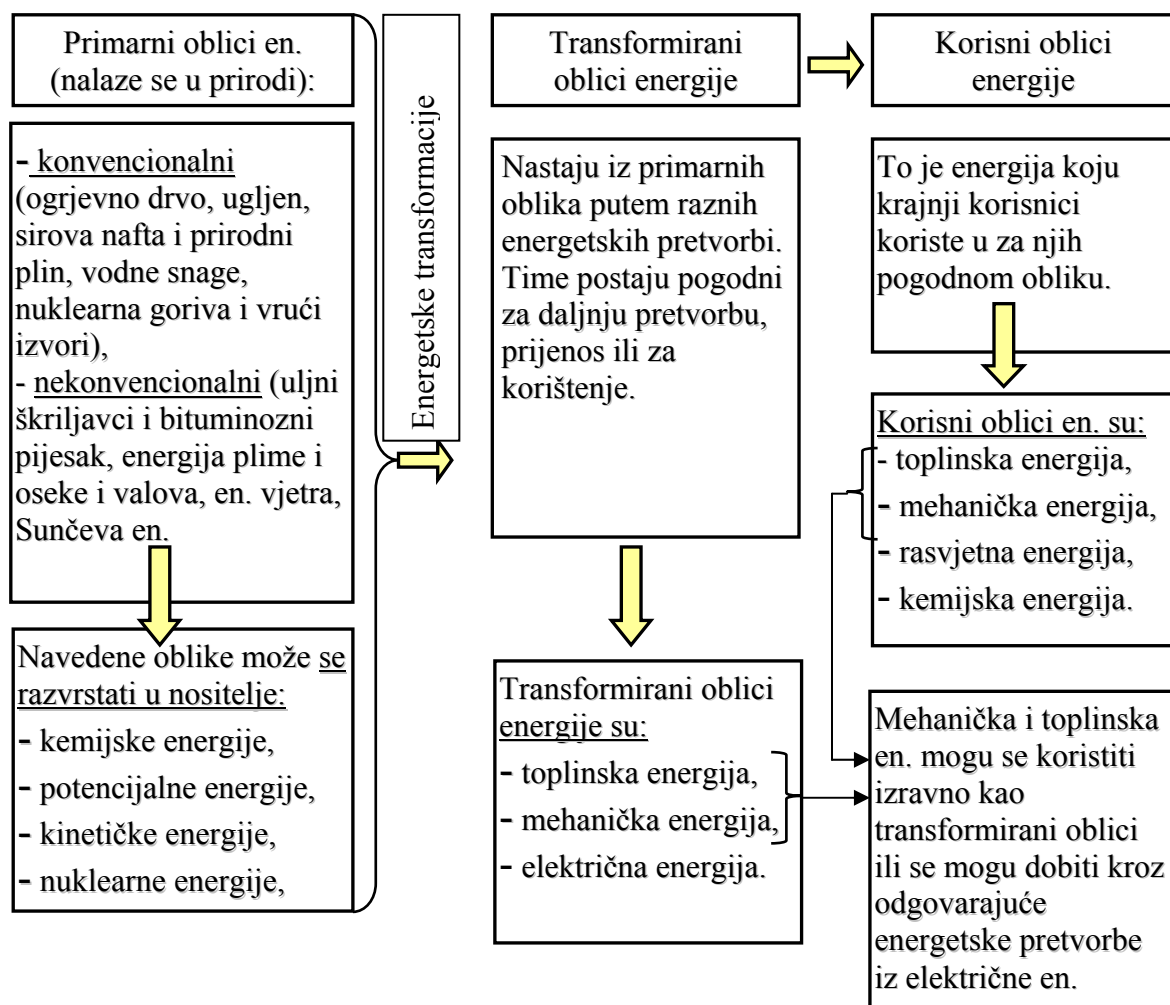 Primarni oblici en.
(nalaze se u prirodi):
- konvencionalni
(ogrjevno drvo, ugljen,
sirova nafta i prirodni
plin, vodne snage,
nuklearna goriva i vrući
izvori),
- nekonvencionalni (uljni
škriljavci i bituminozni
pijesak, energija plime i
oseke i valova, en. vjetra,
Sunčeva en.
Navedene oblike može se
razvrstati u nositelje:
- kemijske energije,
- potencijalne energije,
- kinetičke energije,
- nuklearne energije,
Energetske transformacije
Transformirani
oblici energije
Nastaju iz primarnih
oblika putem raznih
energetskih pretvorbi.
Time postaju pogodni
za daljnju pretvorbu,
prijenos ili za
korištenje.
Transformirani oblici
energije su:
- toplinska energija,
- mehanička energija,
- električna energija.
Korisni oblici
energije
To je energija koju
krajnji korisnici
koriste u za njih
pogodnom obliku.
Korisni oblici en. su:
- toplinska energija,
- mehanička energija,
- rasvjetna energija,
- kemijska energija.
Mehanička i toplinska
en. mogu se koristiti
izravno kao
transformirani oblici
ili se mogu dobiti kroz
odgovarajuće
energetske pretvorbe
iz električne en.